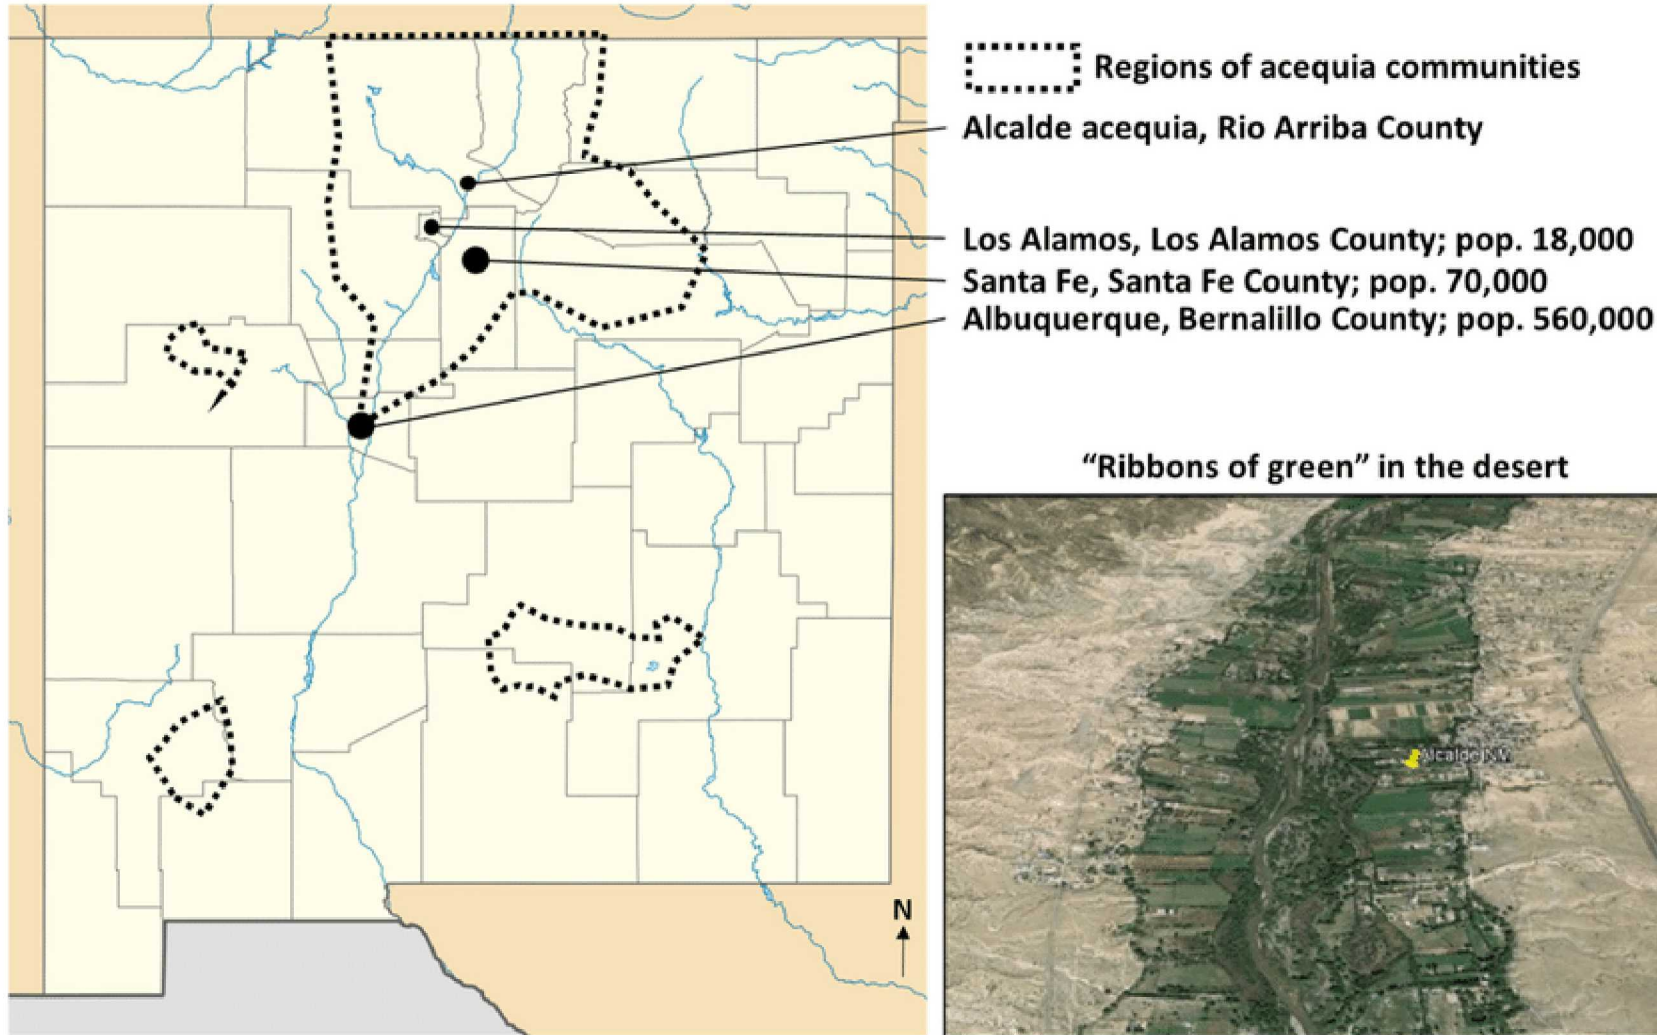 Regions of acequia communities
Alcalde acequia, Rio Arriba County
Los Alamos, Los Alamos County; pop. 18,000
Santa Fe, Santa Fe County; pop. 70,000
Albuquerque, Bernalillo County; pop. 560,000
“Ribbons of green” in the desert
Alcalde N.M.
N